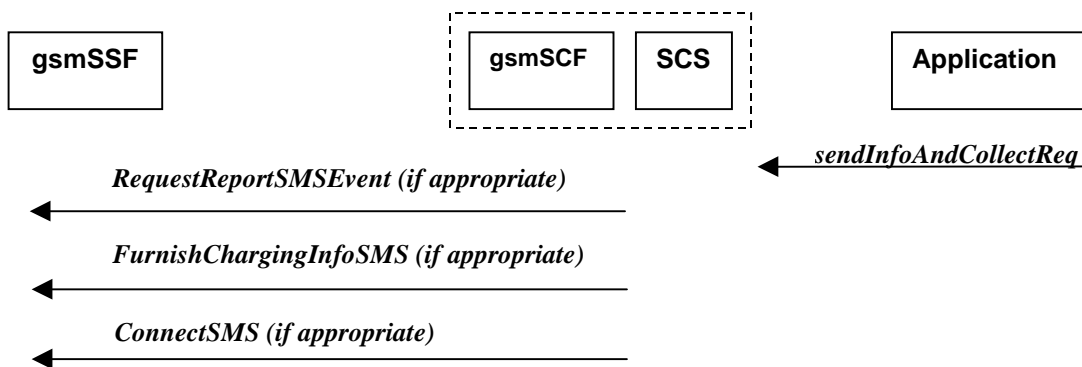 gsmSSF
gsmSCF
SCS
Application
sendInfoAndCollectReq
RequestReportSMSEvent (if appropriate)
FurnishChargingInfoSMS (if appropriate)
ConnectSMS (if appropriate)